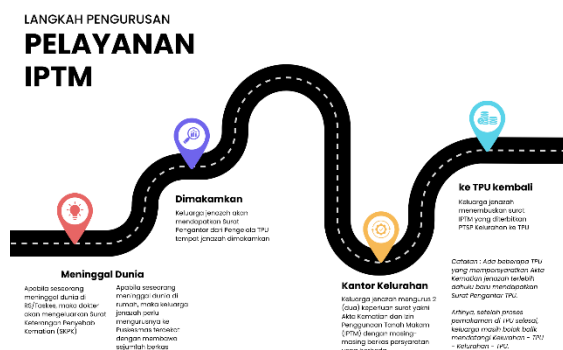 LANGKAH PENGURUSAN
PELAYANAN
IPTM
Meninggal Dunia
Apabila seseorang
meninggal dunia di
RS/Faskes, maka dokter
akan mengeluarkan Surat
Keterangan Penyebab
Kematian (SKPK)
Apabila seseorang
meninggal dunia di
rumah, maka keluarga
jenazah perlu
mengurusnya ke
Puskesmas terdekat
dengan membawa
sejumlah berkas
Dimakamkan
Keluarga jenazah akan
mendapatkan Surat
Pengantar dari Pengelola TPU
tempat jenazah dimakamkan
Kantor Kelurahan
Keluarga jenazah mengurus 2
(dua) keperluan surat yakni
Akta Kematian dan Izin
Penggunaan Tanah Makam
(IPTM) dengan masing-
masing berkas persyaratan
ke TPU kembali
Keluarga jenazah
menembuskan surat
IPTM yang diterbitkan
PTSP Kelurahan ke TPU
Catatan : Ada beberapa TPU
yang mempersyaratkan Akta
Kematian jenazah terlebih
dahulu baru mendapatkan
Surat Pengantar TPU.
Artinya, setelah proses
pemakaman di TPU selesai,
keluarga masih bolak balik
mendatangi Kelurahan - TPU
- Kelurahan - TPU.